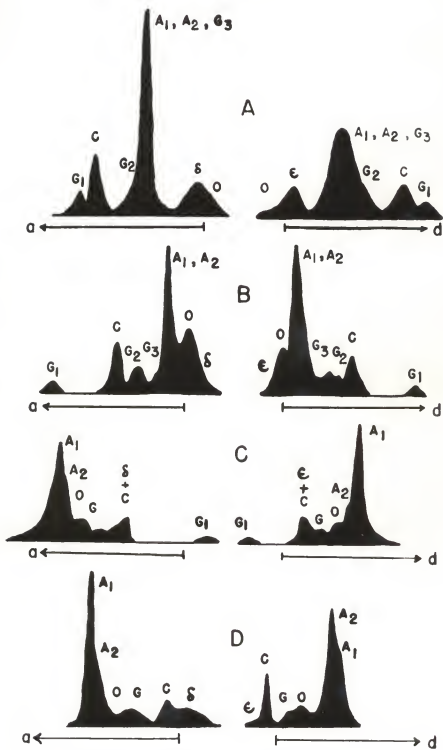 A₁, A₂, G₃
C
G₁
G₂
δ
O
a
A
A₁, A₂, G₃
O
ε
G₂
C
G₁
d
A₁, A₂
G₁
C
G₂
G₃
O
δ
a
B
A₁, A₂
ε
O
G₃
G₂
C
G₁
d
A₁
A₂
O
G
δ
+
C
G₁
a
C
G₁
ε
+
C
G
O
A₂
A₁
d
A₁
A₂
O
G
C
δ
a
D
ε
C
G
O
A₂
A₁
d